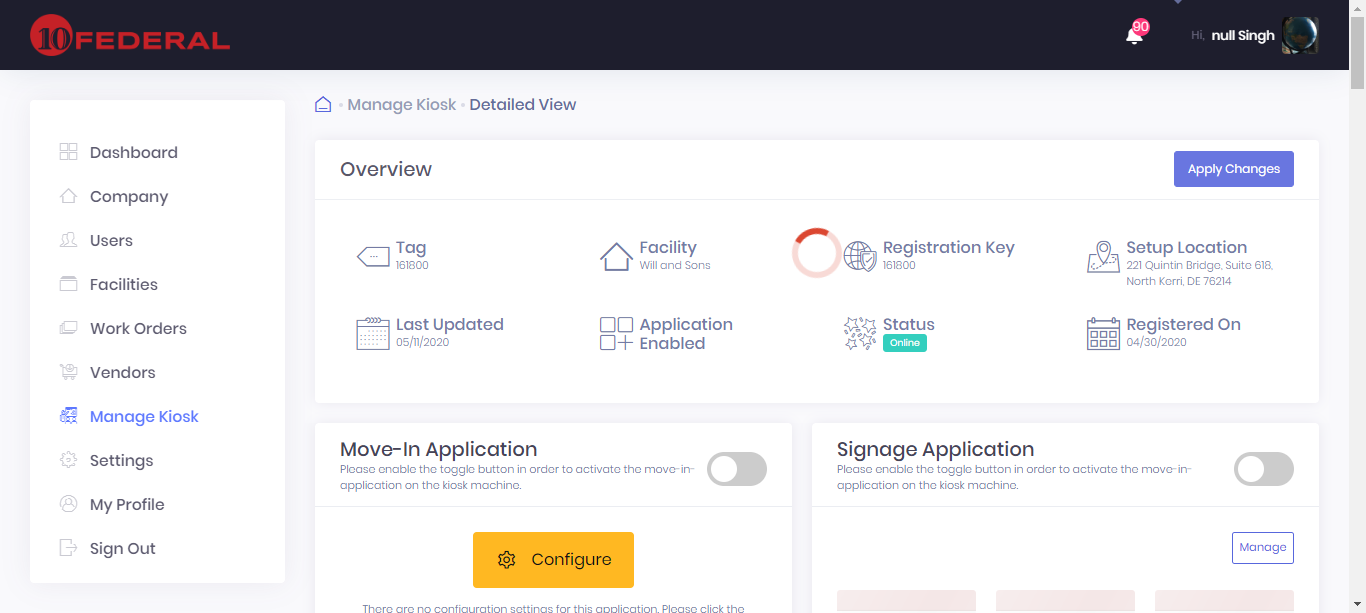 10 FEDERAL
90
Hi, null Singh
Dashboard
Company
Users
Facilities
Work Orders
Vendors
Manage Kiosk
Settings
My Profile
Sign Out
Manage Kiosk • Detailed View
Overview
Apply Changes
Tag
161800
Facility
Will and Sons
Registration Key
161800
Setup Location
221 Quintin Bridge, Suite 618,
North Kerri, DE 76214
Last Updated
05/11/2020
Application
Enabled
Status
Online
Registered On
04/30/2020
Move-In Application
Please enable the toggle button in order to activate the move-in-
application on the kiosk machine.
Configure
There are no configuration settings for this application. Please click the
Signage Application
Please enable the toggle button in order to activate the move-in-
application on the kiosk machine.
Manage